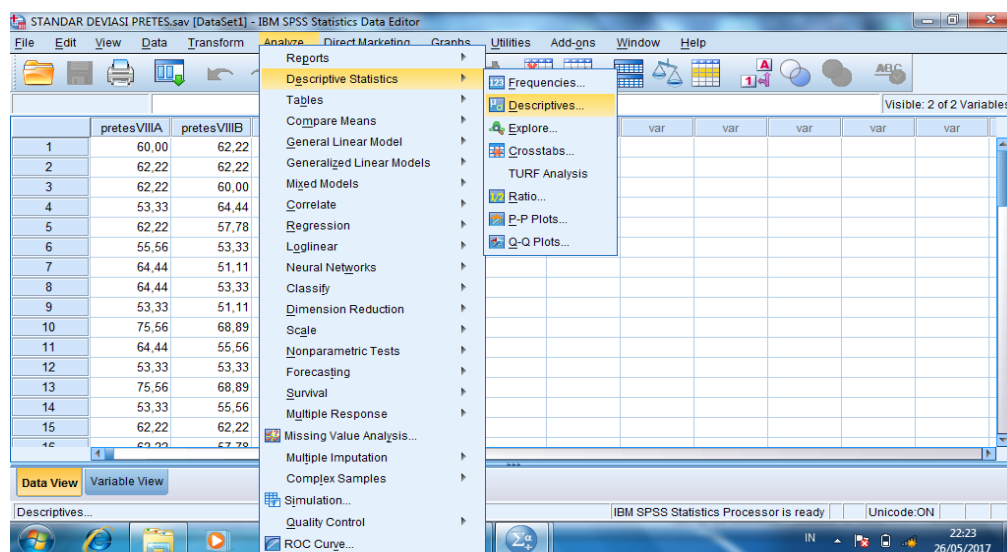 STANDAR DEVIASI PRETES.sav [DataSet1] - IBM SPSS Statistics Data Editor
File Edit View Data Transform Analyze Direct Marketing Graphs Utilities Add-ons Window Help
Visible: 2 of 2 Variables
pretesVIIIA pretesVIIIB var var var var var
1 60,00 62,22
2 62,22 62,22
3 62,22 60,00
4 53,33 64,44
5 62,22 57,78
6 55,56 53,33
7 64,44 51,11
8 64,44 53,33
9 53,33 51,11
10 75,56 68,89
11 64,44 55,56
12 53,33 53,33
13 75,56 68,89
14 53,33 55,56
15 62,22 62,22
16 62,22 57,78
Reports
Descriptive Statistics
Tables
Compare Means
General Linear Model
Generalized Linear Models
Mixed Models
Correlate
Regression
Loglinear
Neural Networks
Classify
Dimension Reduction
Scale
Nonparametric Tests
Forecasting
Survival
Multiple Response
Missing Value Analysis...
Multiple Imputation
Complex Samples
Simulation...
Quality Control
ROC Curve...
Frequencies...
Descriptives...
Explore...
Crosstabs...
TURF Analysis
Ratio...
P-P Plots...
Q-Q Plots...
Data View Variable View
Descriptives... IBM SPSS Statistics Processor is ready Unicode:ON
IN 22:23
26/05/2017